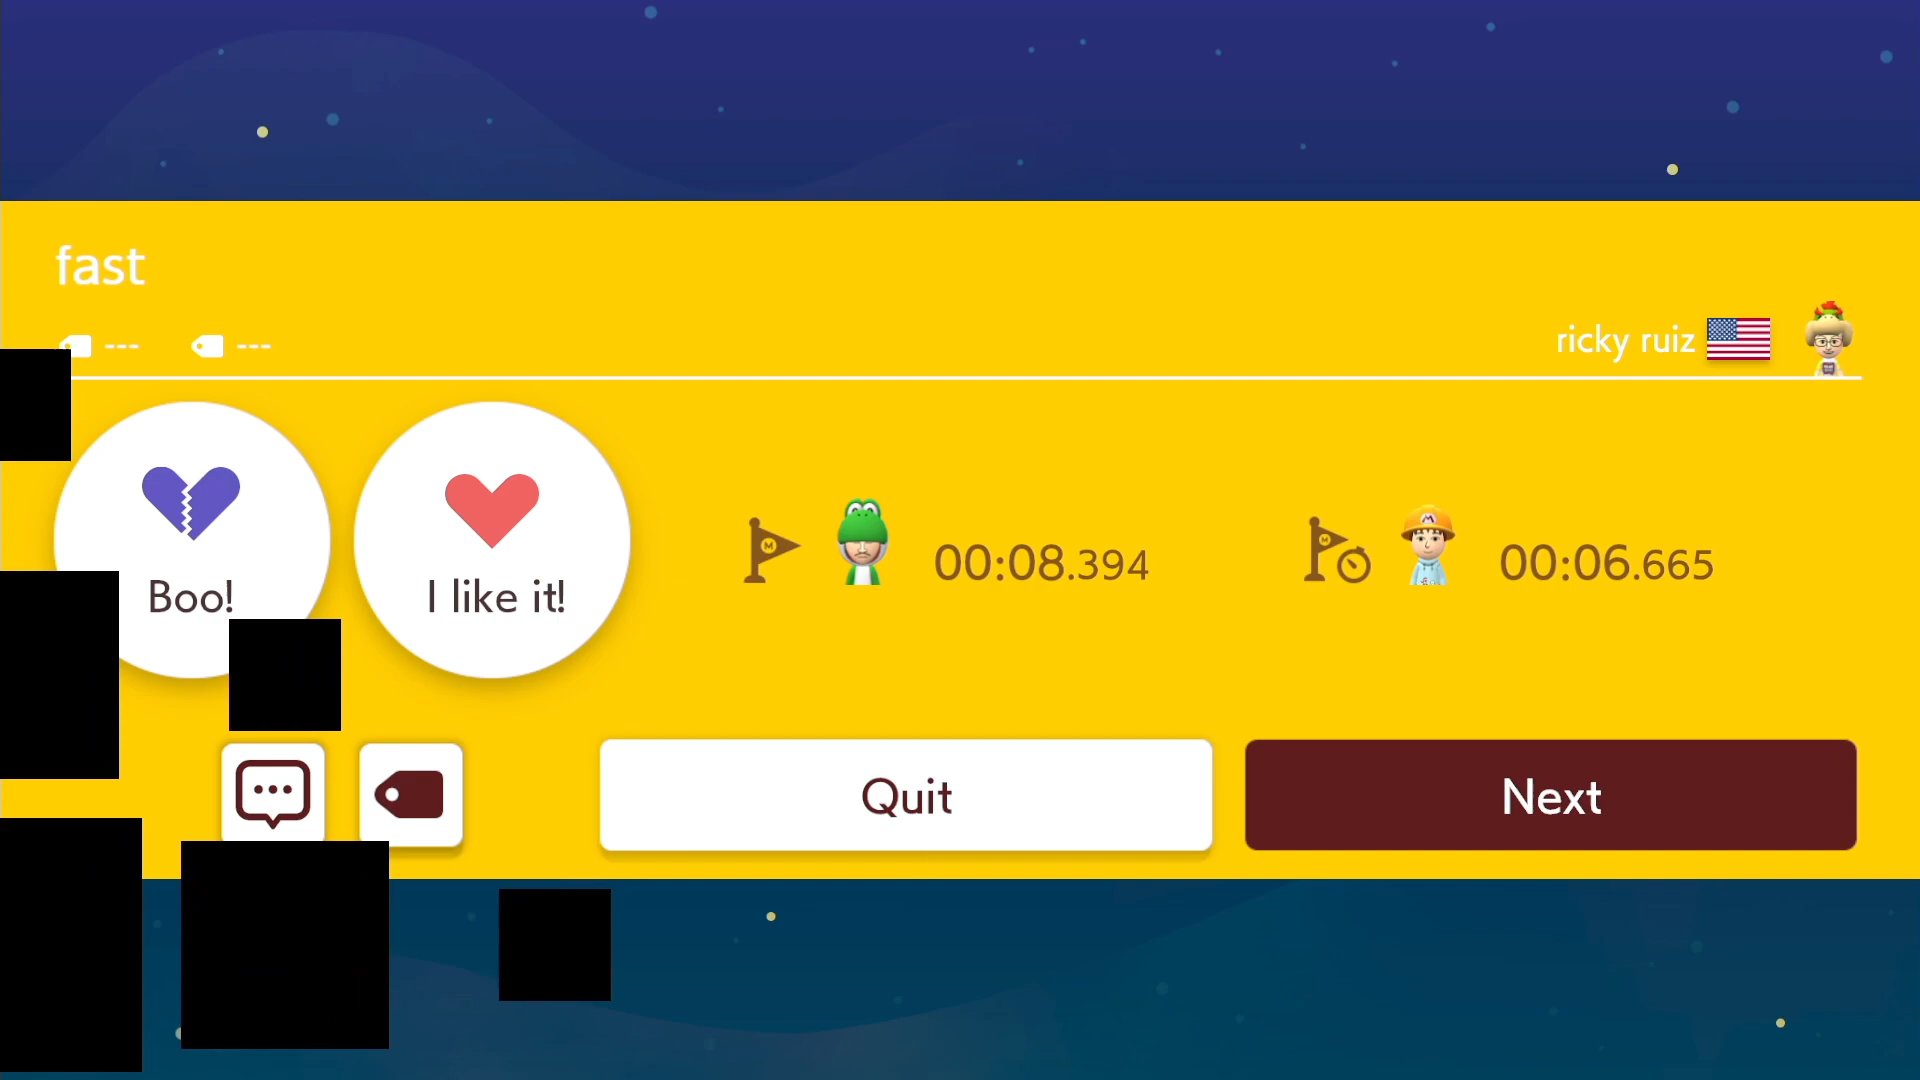 fast
--- ---
ricky ruiz
Boo!
I like it!
00:08.394
00:06.665
Quit
Next